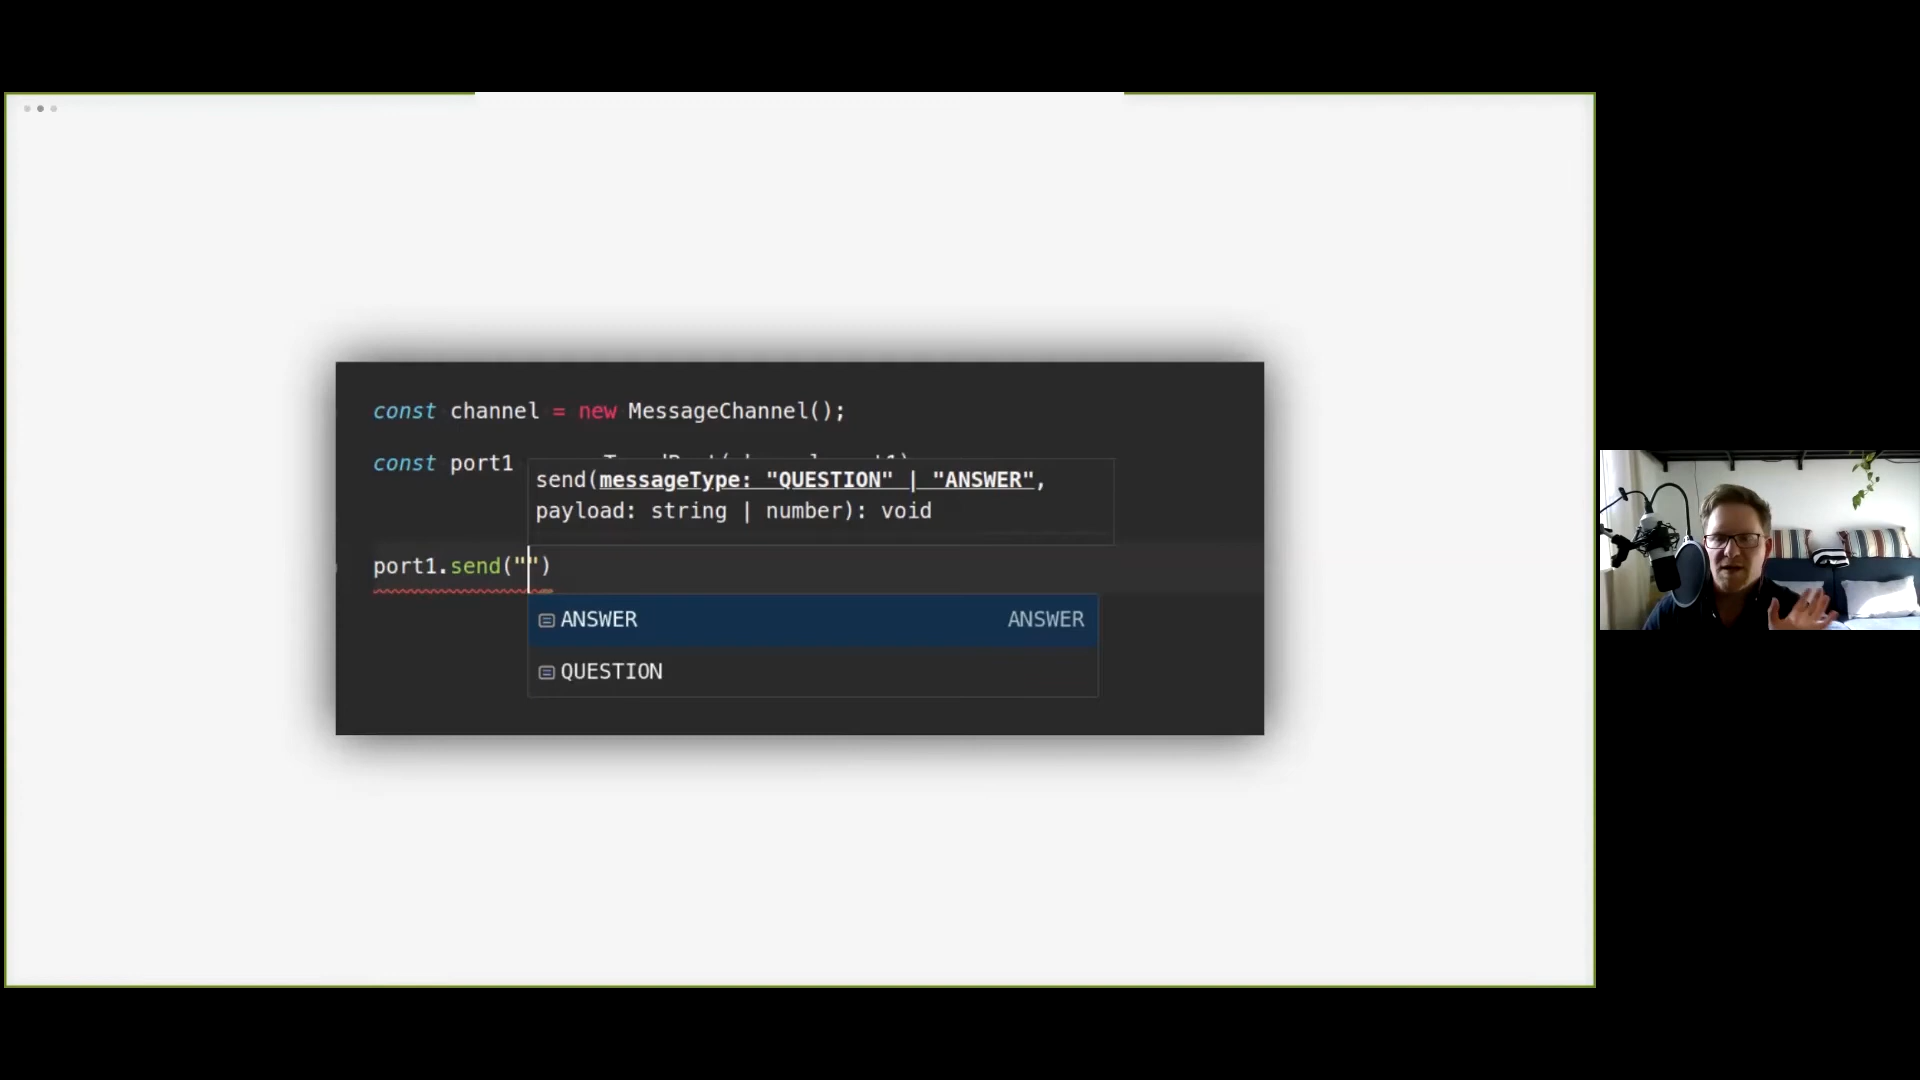 const channel = new MessageChannel();
const port1
send(messageType: "QUESTION" | "ANSWER",
payload: string | number): void
port1.send("")
ANSWER ANSWER
QUESTION